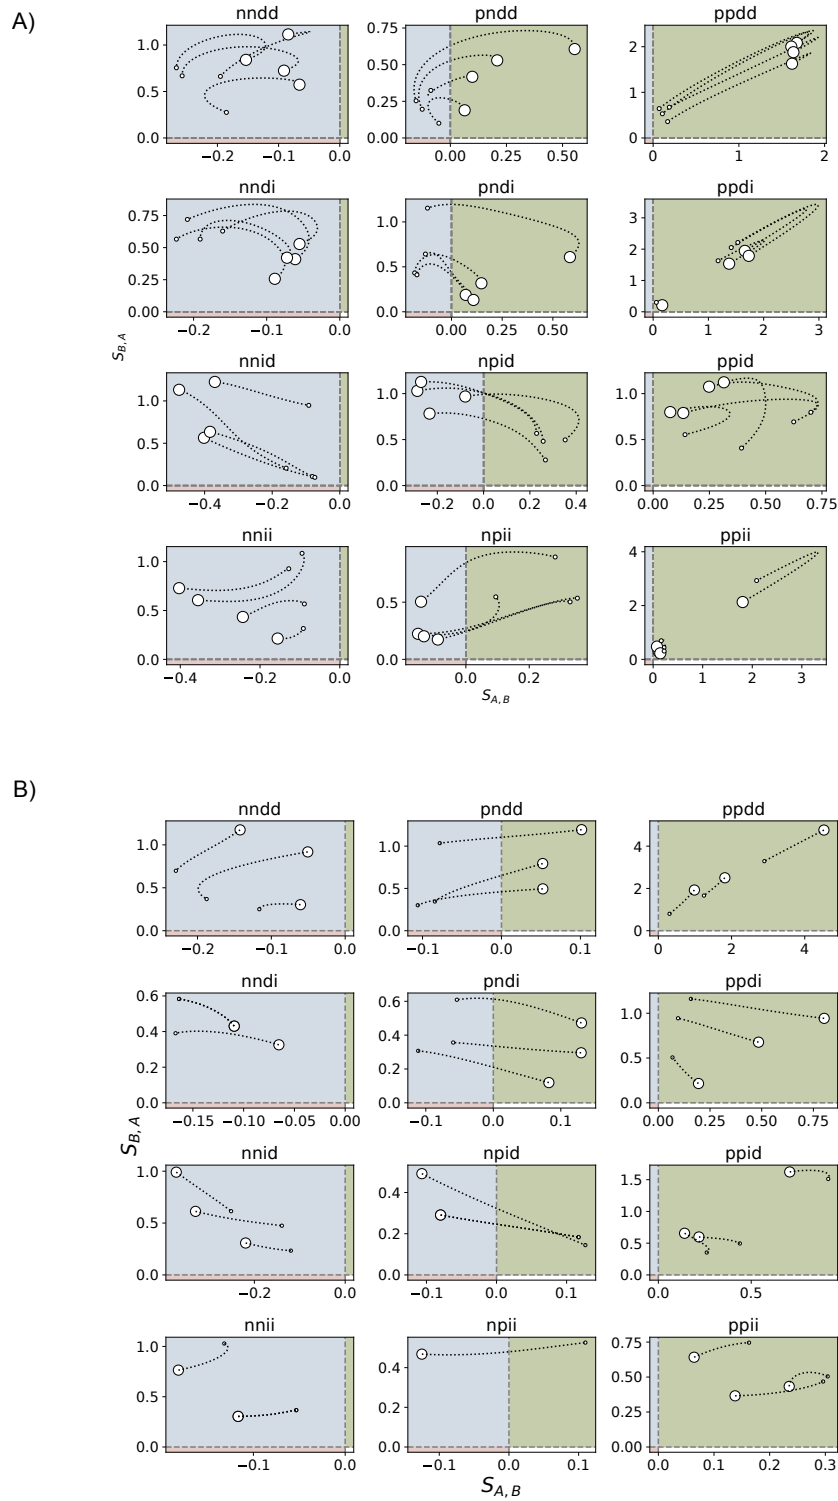 A)
nndd pndd ppdd
1.0
0.5
0.0
−0.2 −0.1 0.0
0.75
0.50
0.25
0.00
0.00 0.25 0.50
2
1
0
0 1 2
nndi pndi ppdi
0.75
0.50
0.25
0.00
−0.2 −0.1 0.0
1.0
0.5
0.0
0.00 0.25 0.50
3
2
1
0
0 1 2 3
S_{B,A}
nnid npid ppid
1.0
0.5
0.0
−0.4 −0.2 0.0
1.0
0.5
0.0
−0.2 0.0 0.2 0.4
1.0
0.5
0.0
0.00 0.25 0.50 0.75
nnii npii ppii
1.0
0.5
0.0
−0.4 −0.2 0.0
0.5
0.0
0.0 0.2
4
2
0
0 1 2 3
S_{A,B}
B)
nndd pndd ppdd
1.0
0.5
0.0
−0.2 −0.1 0.0
1.0
0.5
0.0
−0.1 0.0 0.1
4
2
0
0 2 4
nndi pndi ppdi
0.6
0.4
0.2
0.0
−0.15 −0.10 −0.05 0.00
0.6
0.4
0.2
0.0
−0.1 0.0 0.1
1.0
0.5
0.0
0.00 0.25 0.50 0.75
S_{B,A}
nnid npid ppid
1.0
0.5
0.0
−0.2 0.0
0.4
0.2
0.0
−0.1 0.0 0.1
1.5
1.0
0.5
0.0
0.5
nnii npii ppii
1.0
0.5
0.0
−0.1 0.0
0.4
0.2
0.0
−0.1 0.0 0.1
0.75
0.50
0.25
0.00
0.0 0.1 0.2 0.3
S_{A,B}